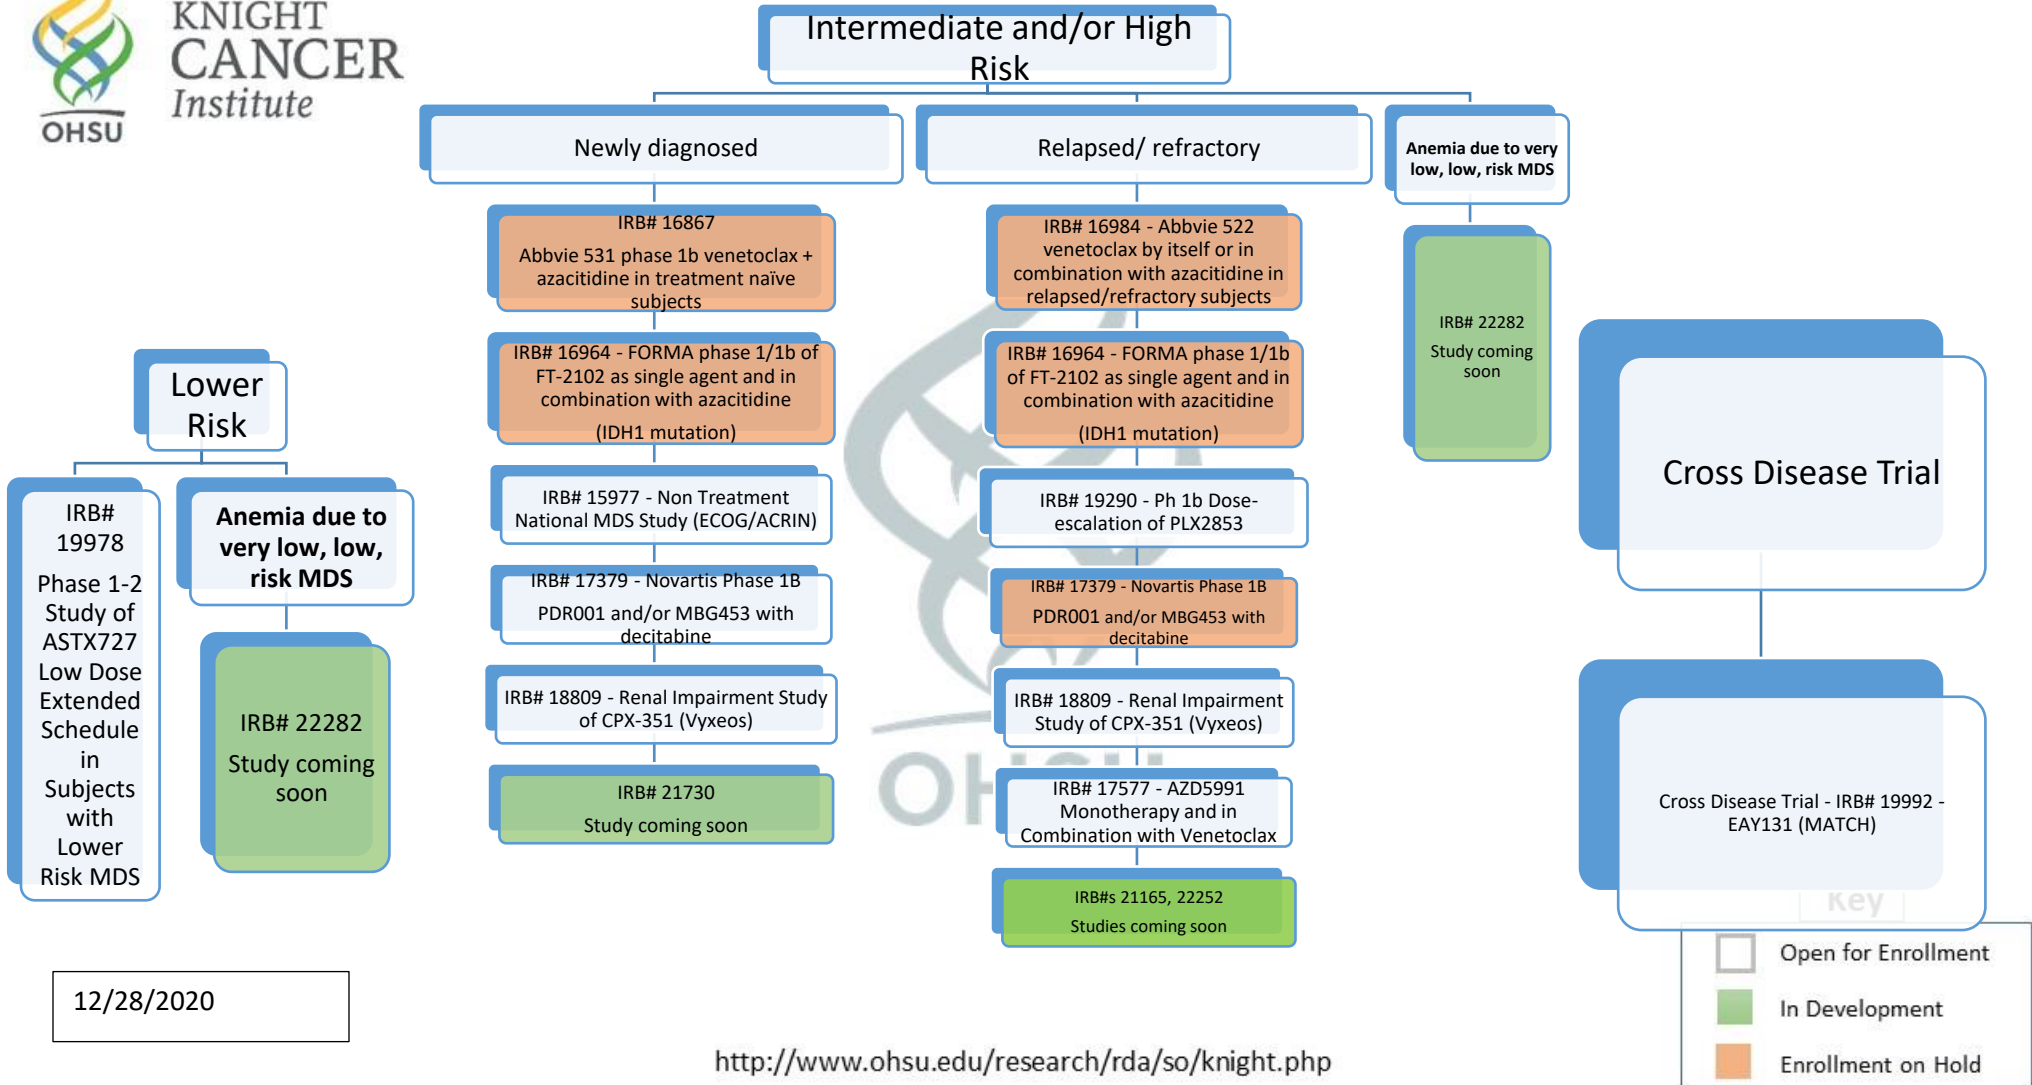 KNIGHT
CANCER
Institute
OHSU
Intermediate and/or High
Risk
Newly diagnosed
Relapsed/ refractory
Anemia due to very
low, low, risk MDS
IRB# 16867
Abbvie 531 phase 1b venetoclax +
azacitidine in treatment naïve
subjects
IRB# 16964 - FORMA phase 1/1b of
FT-2102 as single agent and in
combination with azacitidine
(IDH1 mutation)
IRB# 15977 - Non Treatment
National MDS Study (ECOG/ACRIN)
IRB# 17379 - Novartis Phase 1B
PDR001 and/or MBG453 with
decitabine
IRB# 18809 - Renal Impairment Study
of CPX-351 (Vyxeos)
IRB# 21730
Study coming soon
IRB# 16984 - Abbvie 522
venetoclax by itself or in
combination with azacitidine in
relapsed/refractory subjects
IRB# 16964 - FORMA phase 1/1b
of FT-2102 as single agent and in
combination with azacitidine
(IDH1 mutation)
IRB# 19290 - Ph 1b Dose-
escalation of PLX2853
IRB# 17379 - Novartis Phase 1B
PDR001 and/or MBG453 with
decitabine
IRB# 18809 - Renal Impairment
Study of CPX-351 (Vyxeos)
IRB# 17577 - AZD5991
Monotherapy and in
Combination with Venetoclax
IRB#s 21165, 22252
Studies coming soon
IRB# 22282
Study coming
soon
Lower
Risk
IRB#
19978
Phase 1-2
Study of
ASTX727
Low Dose
Extended
Schedule
in
Subjects
with
Lower
Risk MDS
Anemia due to
very low, low,
risk MDS
IRB# 22282
Study coming
soon
Cross Disease Trial
Cross Disease Trial - IRB# 19992 -
EAY131 (MATCH)
OHSU
Key
Open for Enrollment
In Development
Enrollment on Hold
12/28/2020
http://www.ohsu.edu/research/rda/so/knight.php